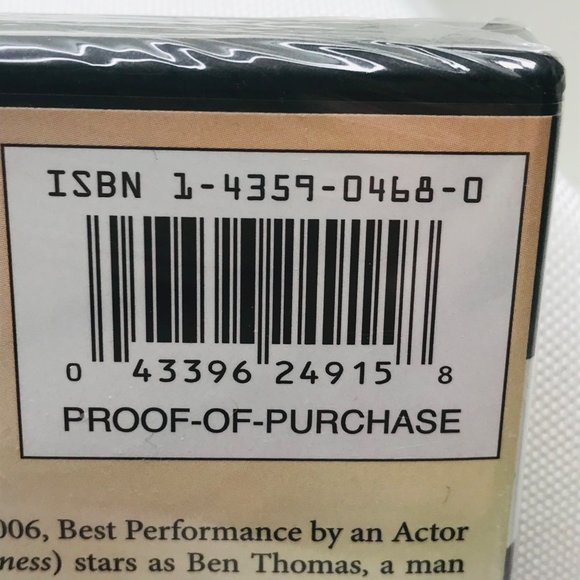 ISBN 1-4359-0468-0
0 43396 24915 8
PROOF-OF-PURCHASE
006, Best Performance by an Actor
ness) stars as Ben Thomas, a man